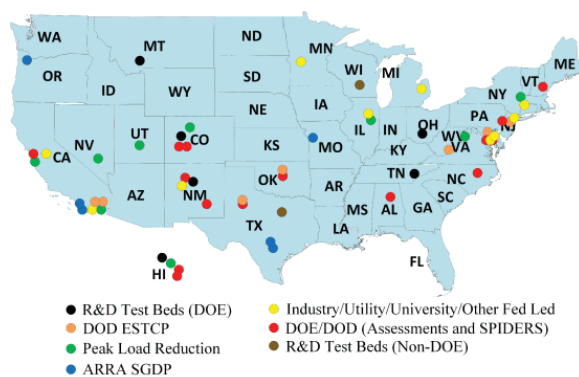 WA
MT
ND
MN
ME
OR
ID
WY
SD
WI
MI
VT
NY
NE
IA
PA
NJ
NV
UT
CO
IL
IN
OH
WV
VA
CA
KS
MO
KY
AZ
NM
OK
AR
TN
NC
SC
TX
LA
MS
AL
GA
FL
HI
R&D Test Beds (DOE)
DOD ESTCP
Peak Load Reduction
ARRA SGDP
Industry/Utility/University/Other Fed Led
DOE/DOD (Assessments and SPIDERS)
R&D Test Beds (Non-DOE)